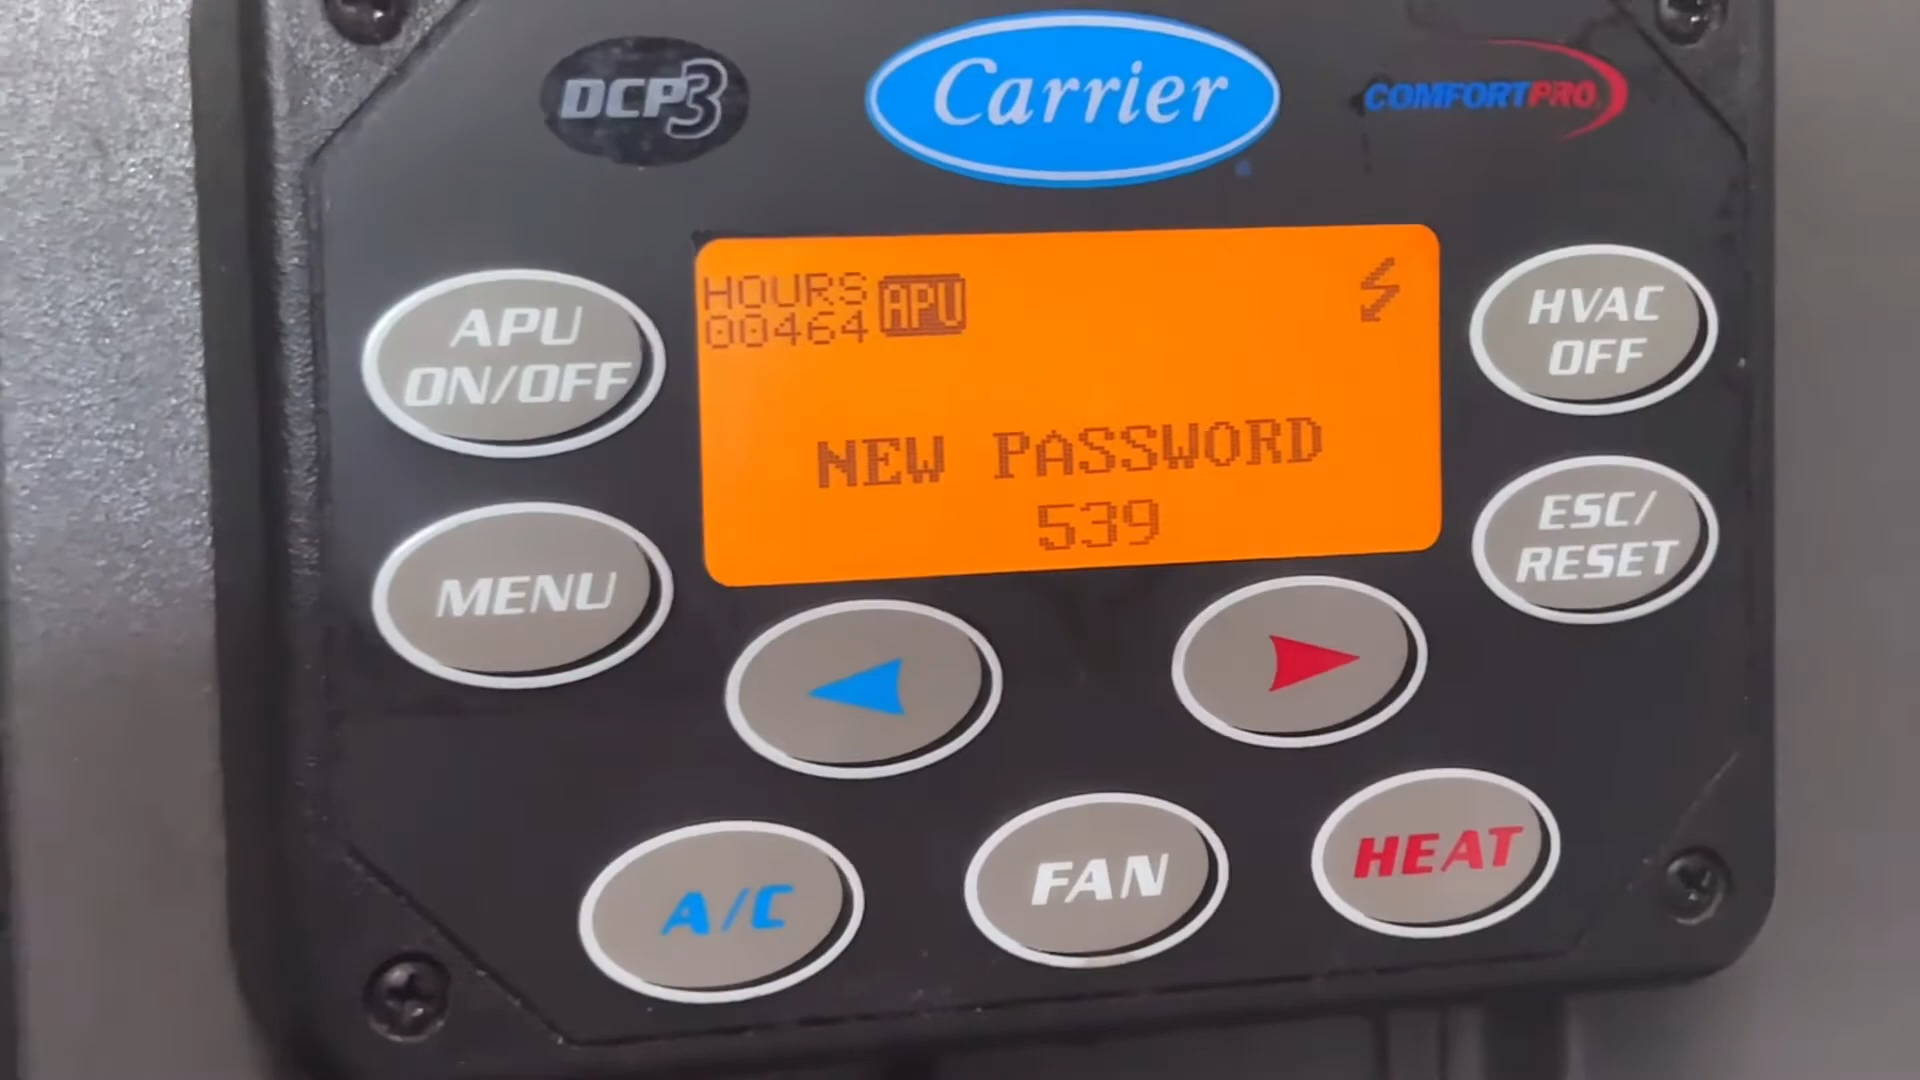 DCP3
Carrier
COMFORTPRO
HOURS APU
00464
APU
ON/OFF
HVAC
OFF
NEW PASSWORD
539
MENU
ESC/
RESET
A/C
FAN
HEAT